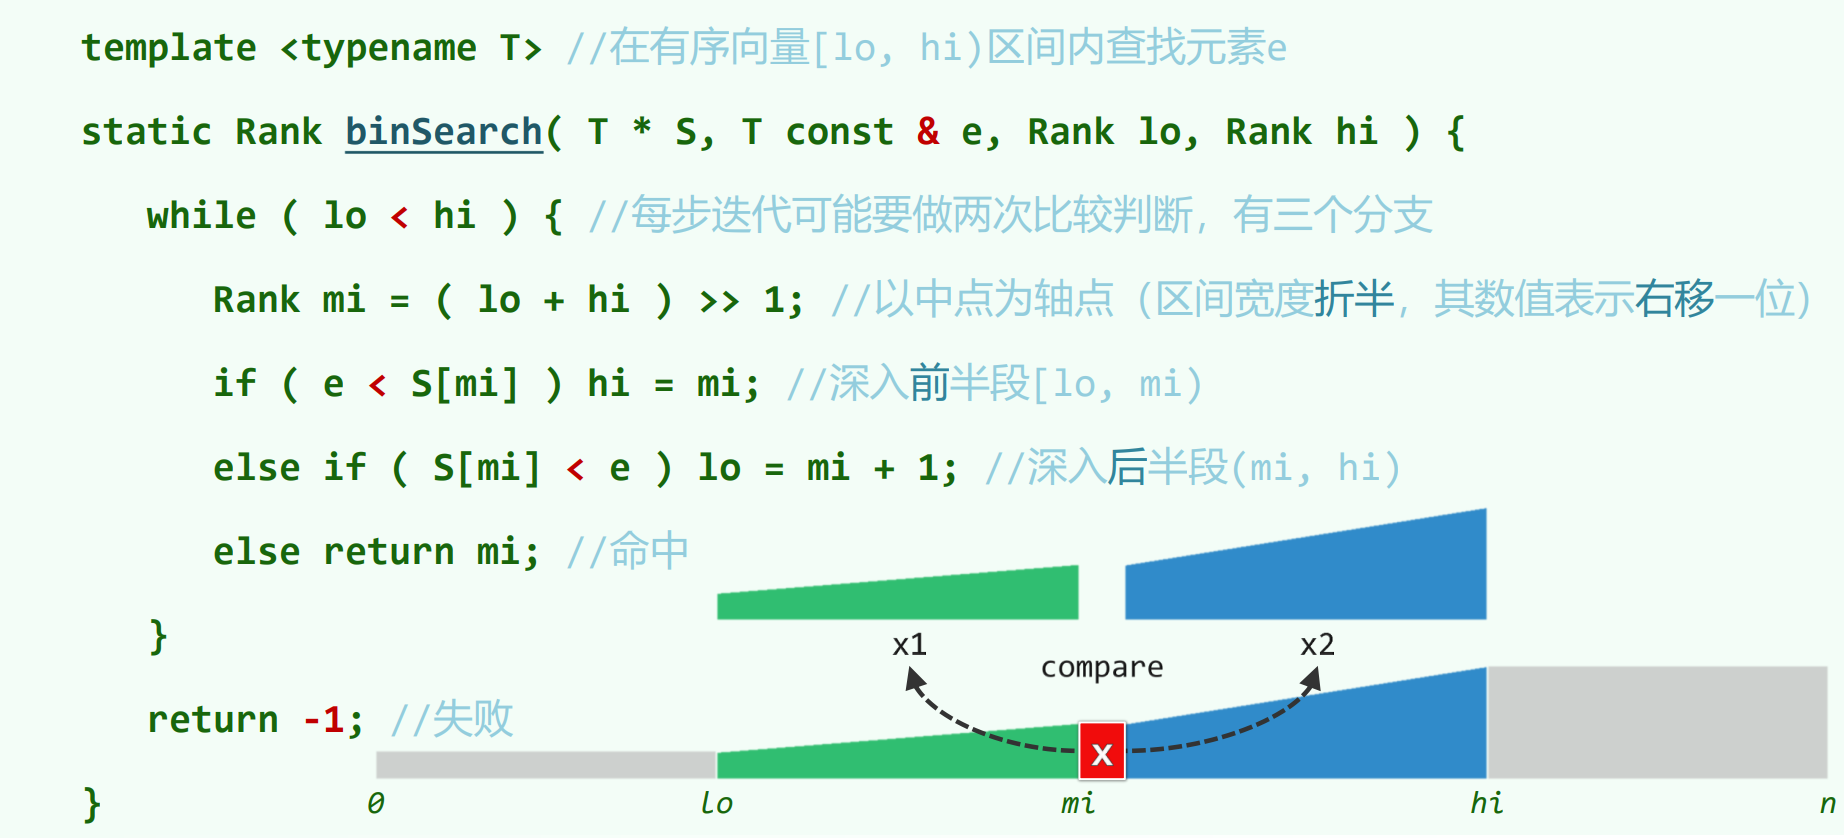 template <typename T> //在有序向量[lo, hi)区间内查找元素e
static Rank binSearch( T * S, T const & e, Rank lo, Rank hi ) {
while ( lo < hi ) { //每步迭代可能要做两次比较判断，有三个分支
Rank mi = ( lo + hi ) >> 1; //以中点为轴点（区间宽度折半，其数值表示右移一位）
if ( e < S[mi] ) hi = mi; //深入前半段[lo, mi)
else if ( S[mi] < e ) lo = mi + 1; //深入后半段(mi, hi)
else return mi; //命中
}
x1 compare x2
return -1; //失败
x
}
0 lo mi hi n